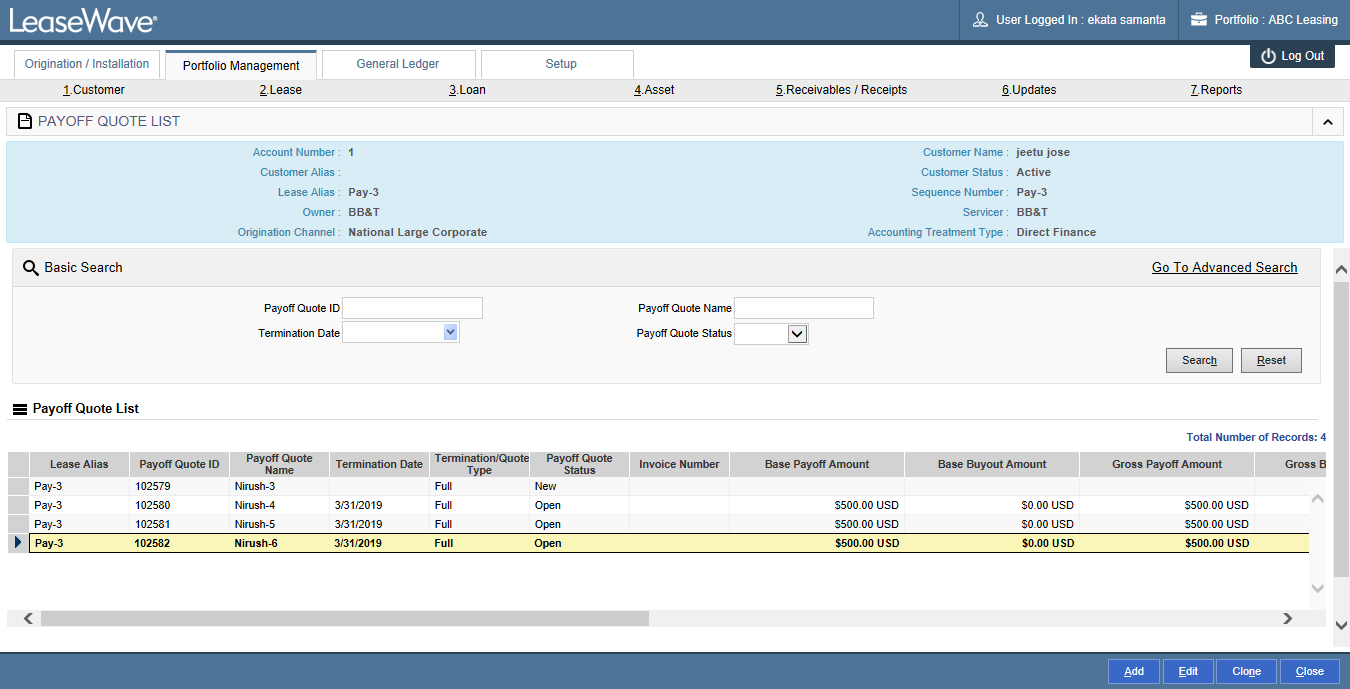 LeaseWave®
User Logged In : ekata samanta
Portfolio : ABC Leasing
Origination / Installation
Portfolio Management
General Ledger
Setup
Log Out
1.Customer
2.Lease
3.Loan
4.Asset
5.Receivables / Receipts
6.Updates
7.Reports
PAYOFF QUOTE LIST
Account Number : 1
Customer Name : jeetu jose
Customer Alias :
Customer Status : Active
Lease Alias : Pay-3
Sequence Number : Pay-3
Owner : BB&T
Servicer : BB&T
Origination Channel : National Large Corporate
Accounting Treatment Type : Direct Finance
Basic Search
Go To Advanced Search
Payoff Quote ID
Payoff Quote Name
Termination Date
Payoff Quote Status
Search
Reset
Payoff Quote List
Total Number of Records: 4
Lease Alias Payoff Quote ID Payoff Quote Name Termination Date Termination/Quote Type Payoff Quote Status Invoice Number Base Payoff Amount Base Buyout Amount Gross Payoff Amount Gross B
Pay-3 102579 Nirush-3 Full New
Pay-3 102580 Nirush-4 3/31/2019 Full Open $500.00 USD $0.00 USD $500.00 USD
Pay-3 102581 Nirush-5 3/31/2019 Full Open $500.00 USD $0.00 USD $500.00 USD
Pay-3 102582 Nirush-6 3/31/2019 Full Open $500.00 USD $0.00 USD $500.00 USD
Add
Edit
Clone
Close